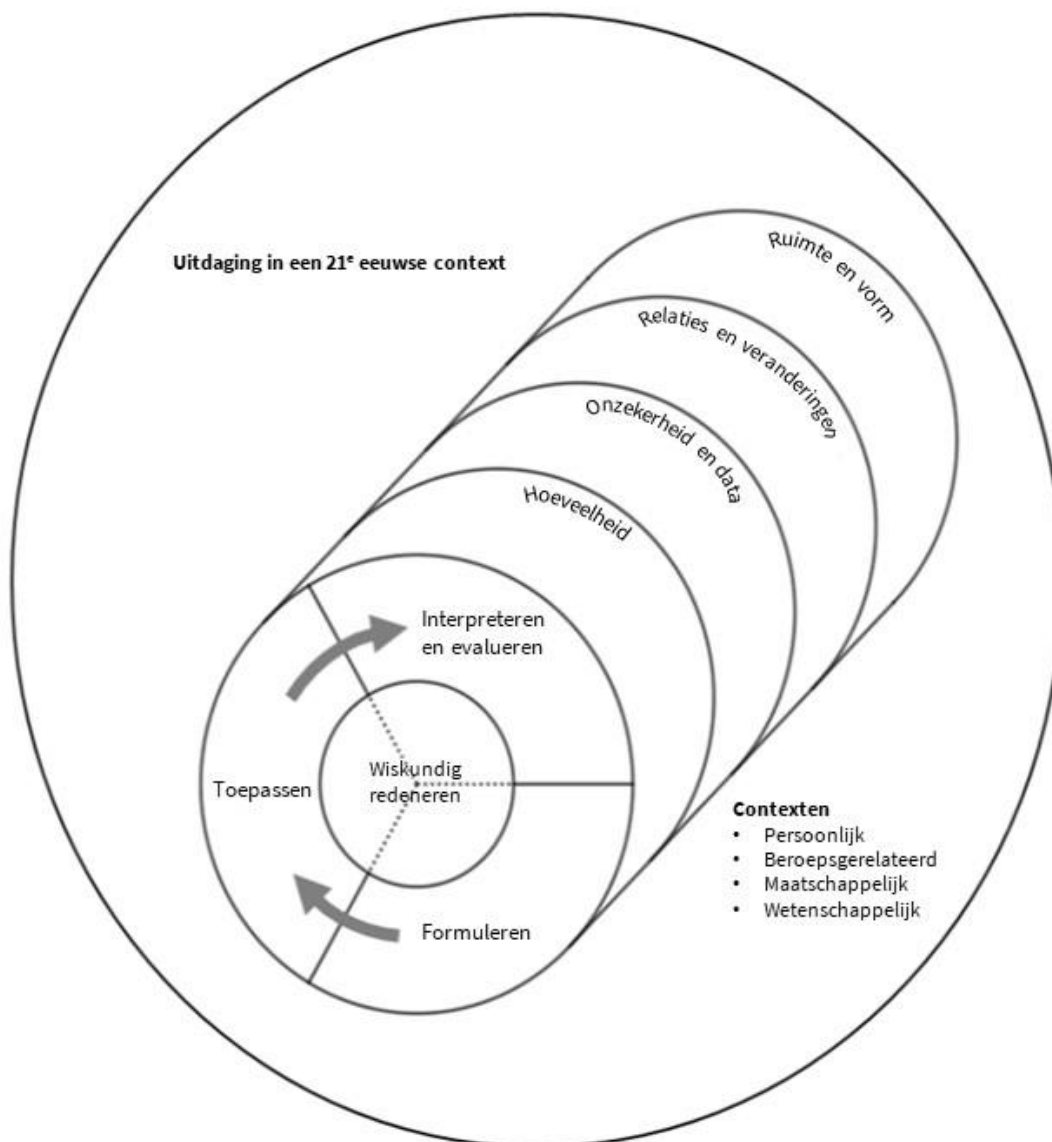 Uitdaging in een 21e eeuwse context
Ruimte en vorm
Relaties en veranderingen
Onzekerheid en data
Hoeveelheid
Interpreteren
en evalueren
Wiskundig
redeneren
Toepassen
Formuleren
Contexten
• Persoonlijk
• Beroepsgerelateerd
• Maatschappelijk
• Wetenschappelijk